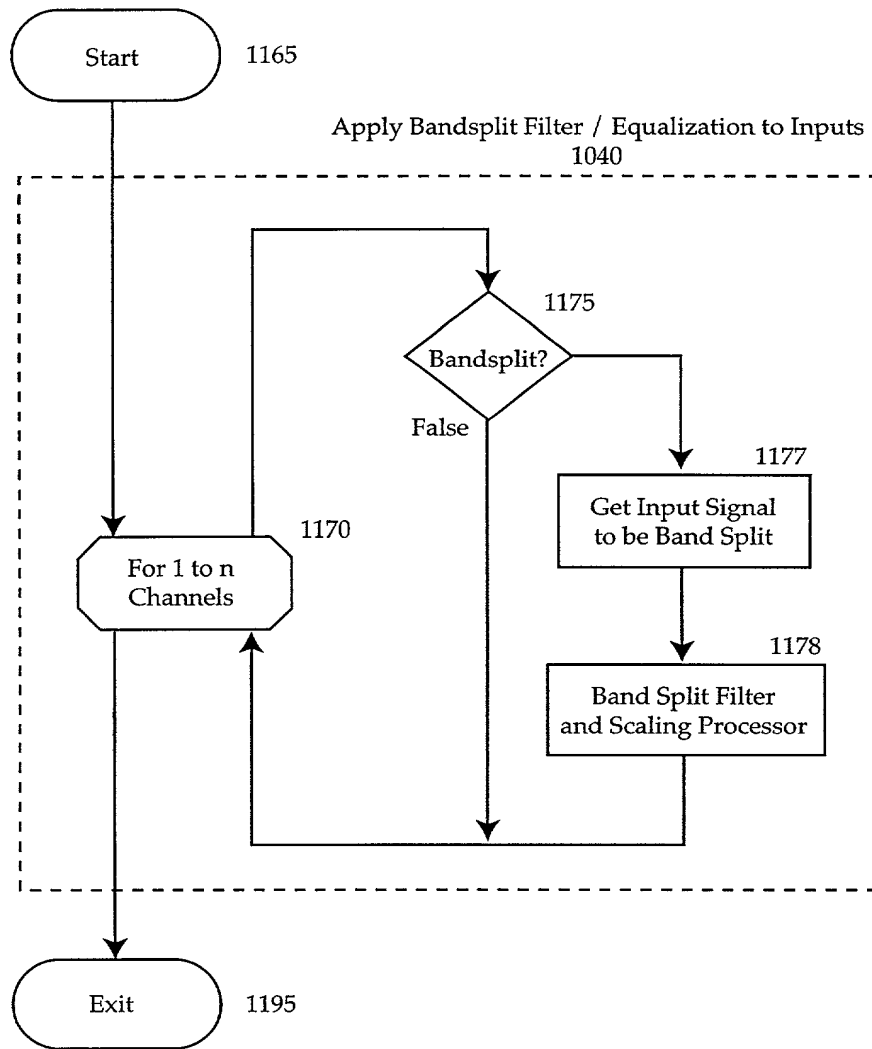 Start
1165
Apply Bandsplit Filter / Equalization to Inputs
1040
1175
Bandsplit?
False
1177
Get Input Signal
to be Band Split
1170
For 1 to n
Channels
1178
Band Split Filter
and Scaling Processor
Exit
1195